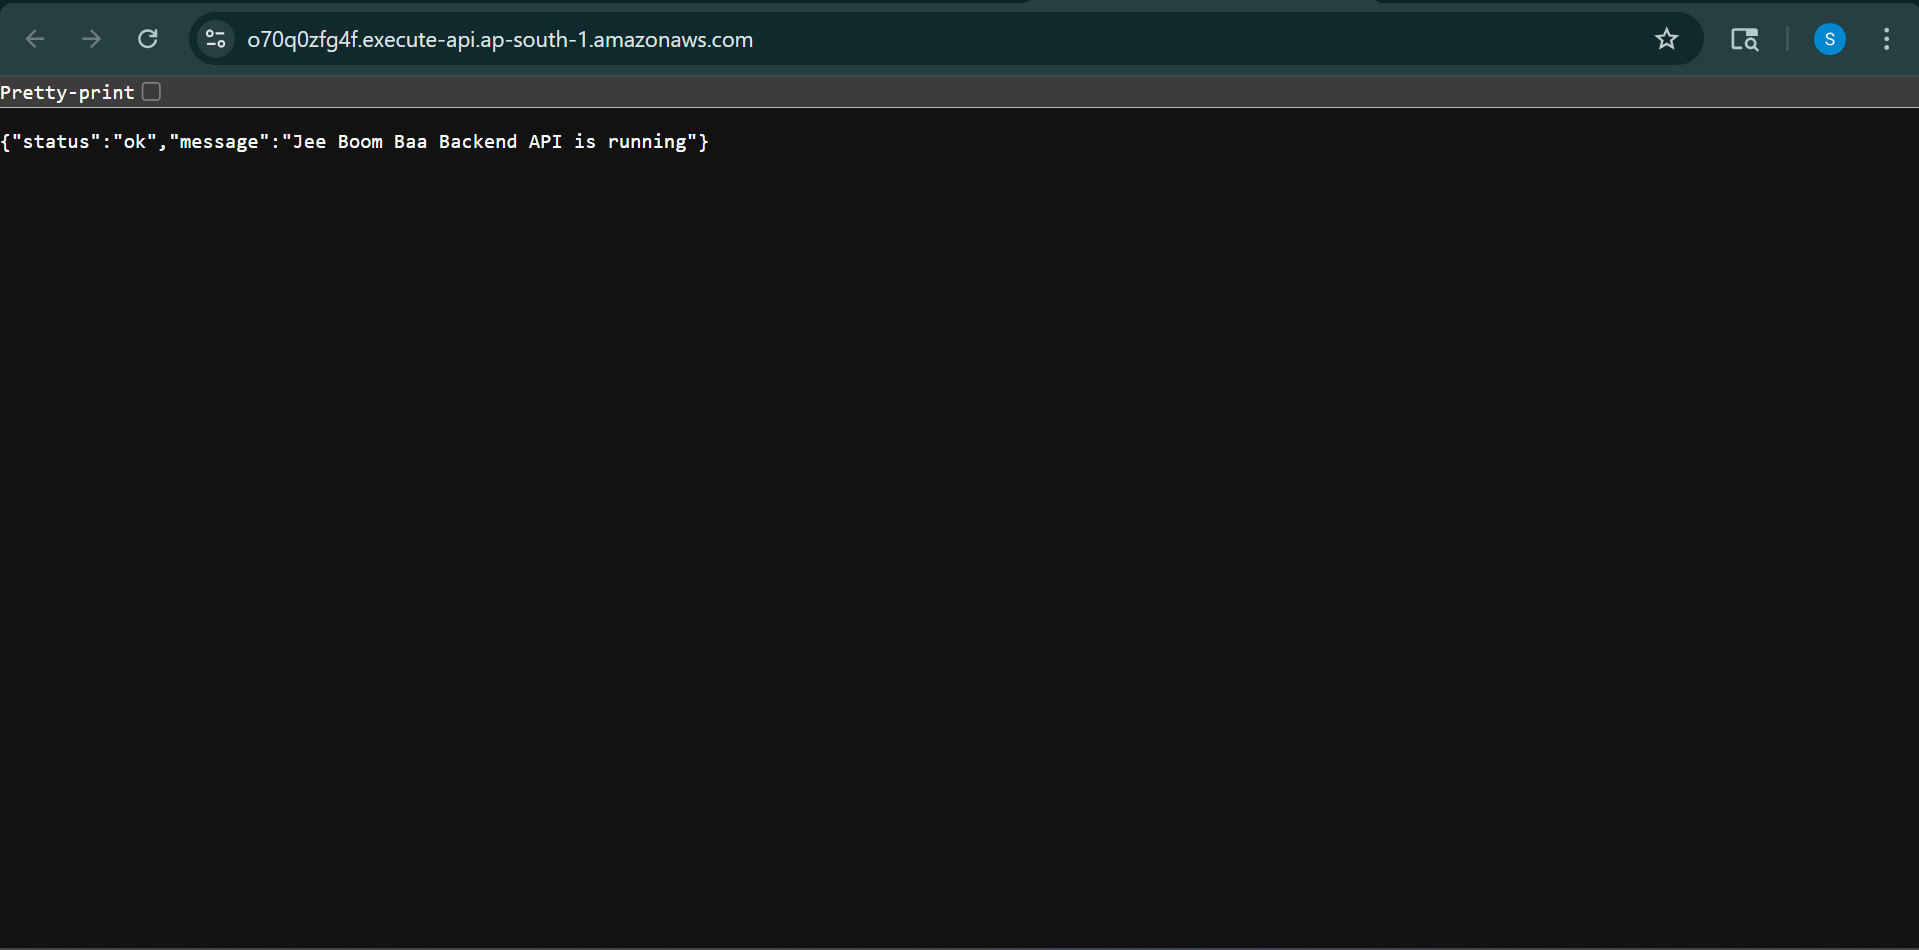 o70q0zfg4f.execute-api.ap-south-1.amazonaws.com
S
Pretty-print
{"status":"ok","message":"Jee Boom Baa Backend API is running"}